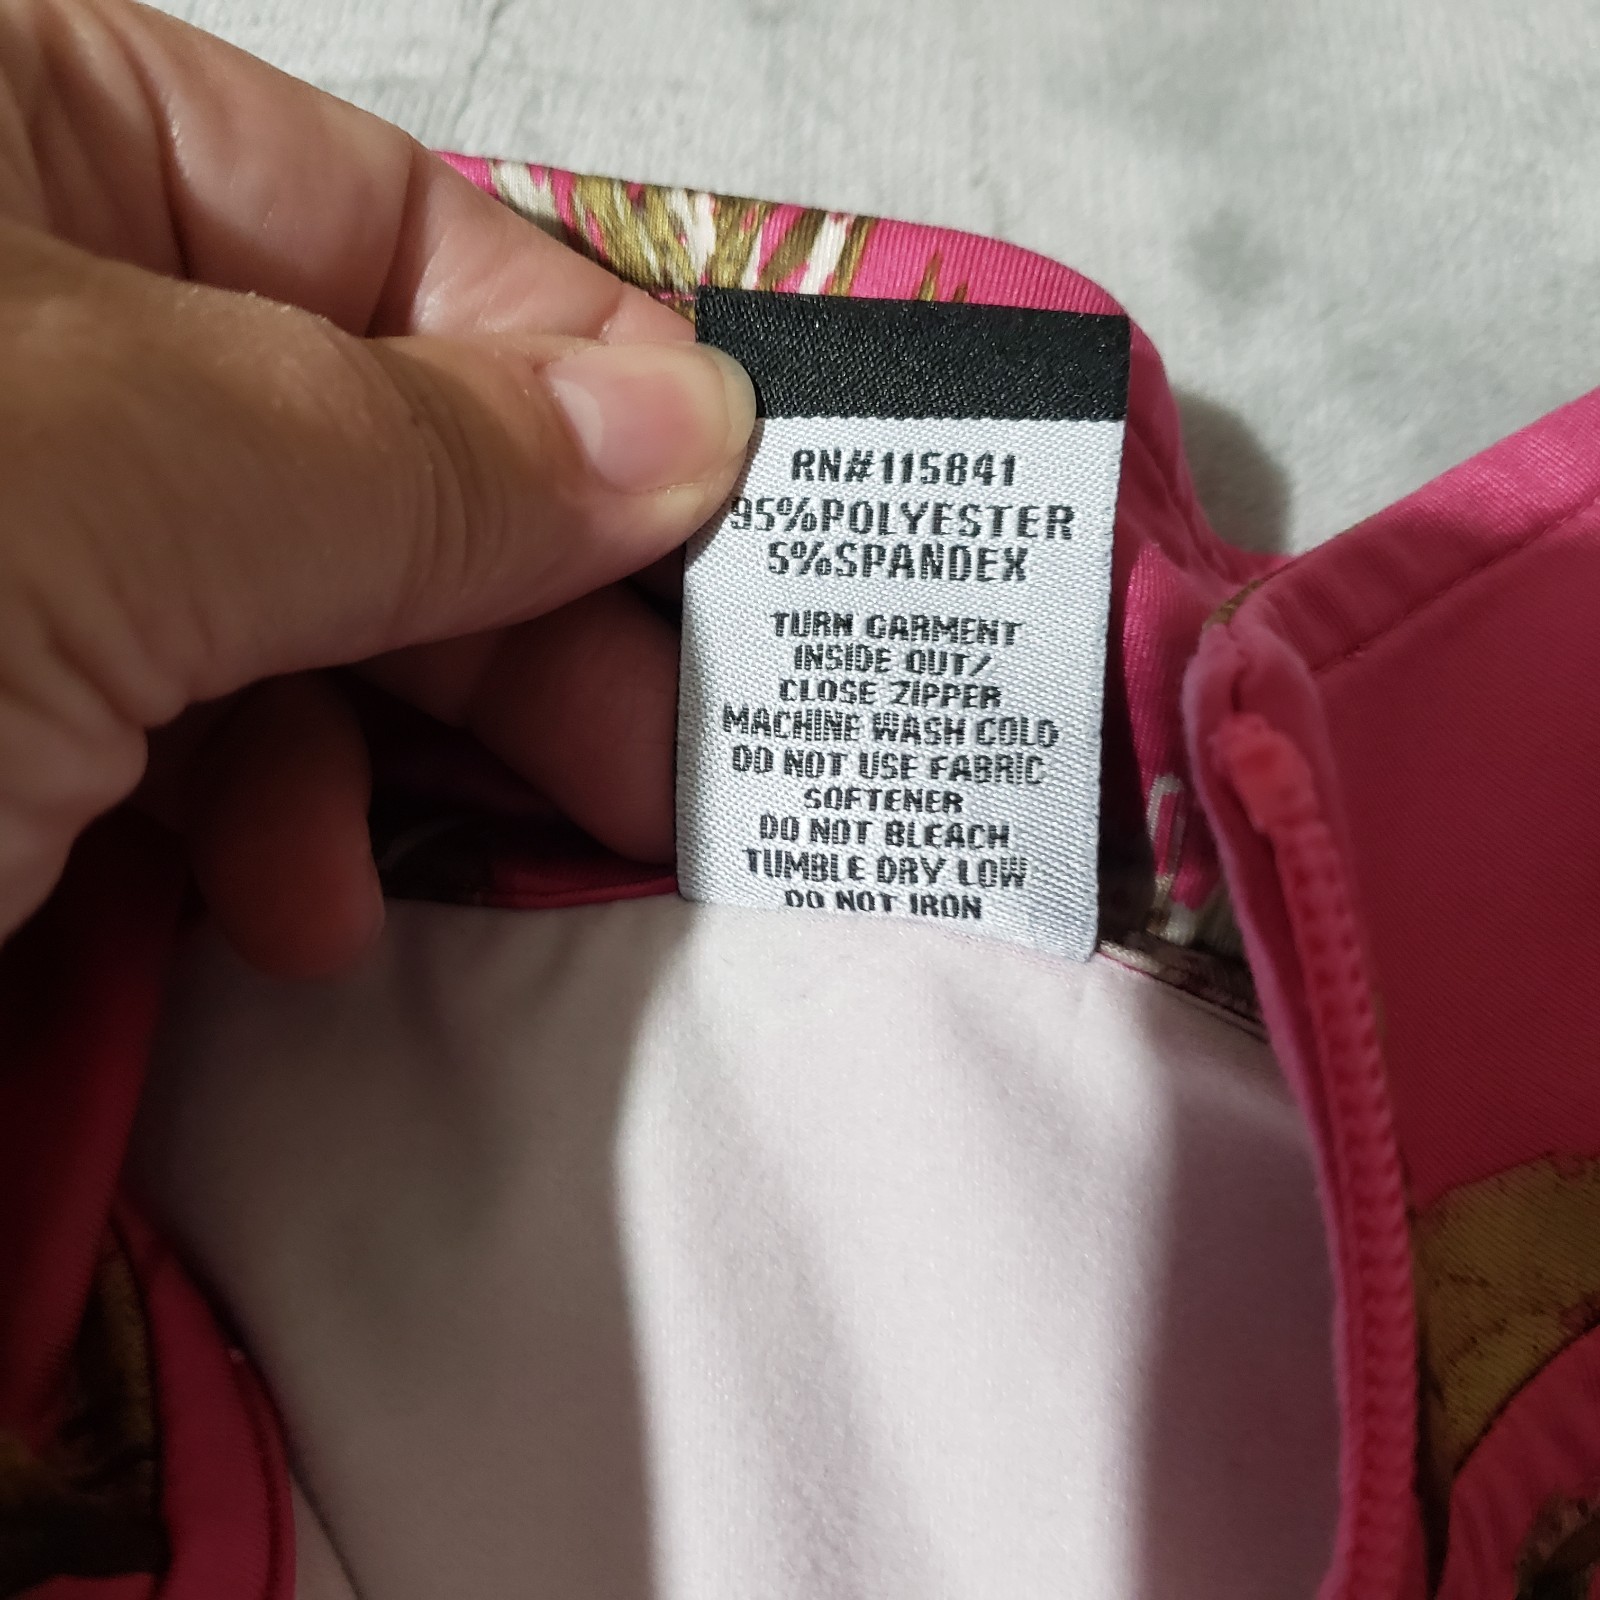 RN#115841
95%POLYESTER
5%SPANDEX
TURN GARMENT
INSIDE OUT/
CLOSE ZIPPER
MACHINE WASH COLD
DO NOT USE FABRIC
SOFTENER
DO NOT BLEACH
TUMBLE DRY LOW
DO NOT IRON